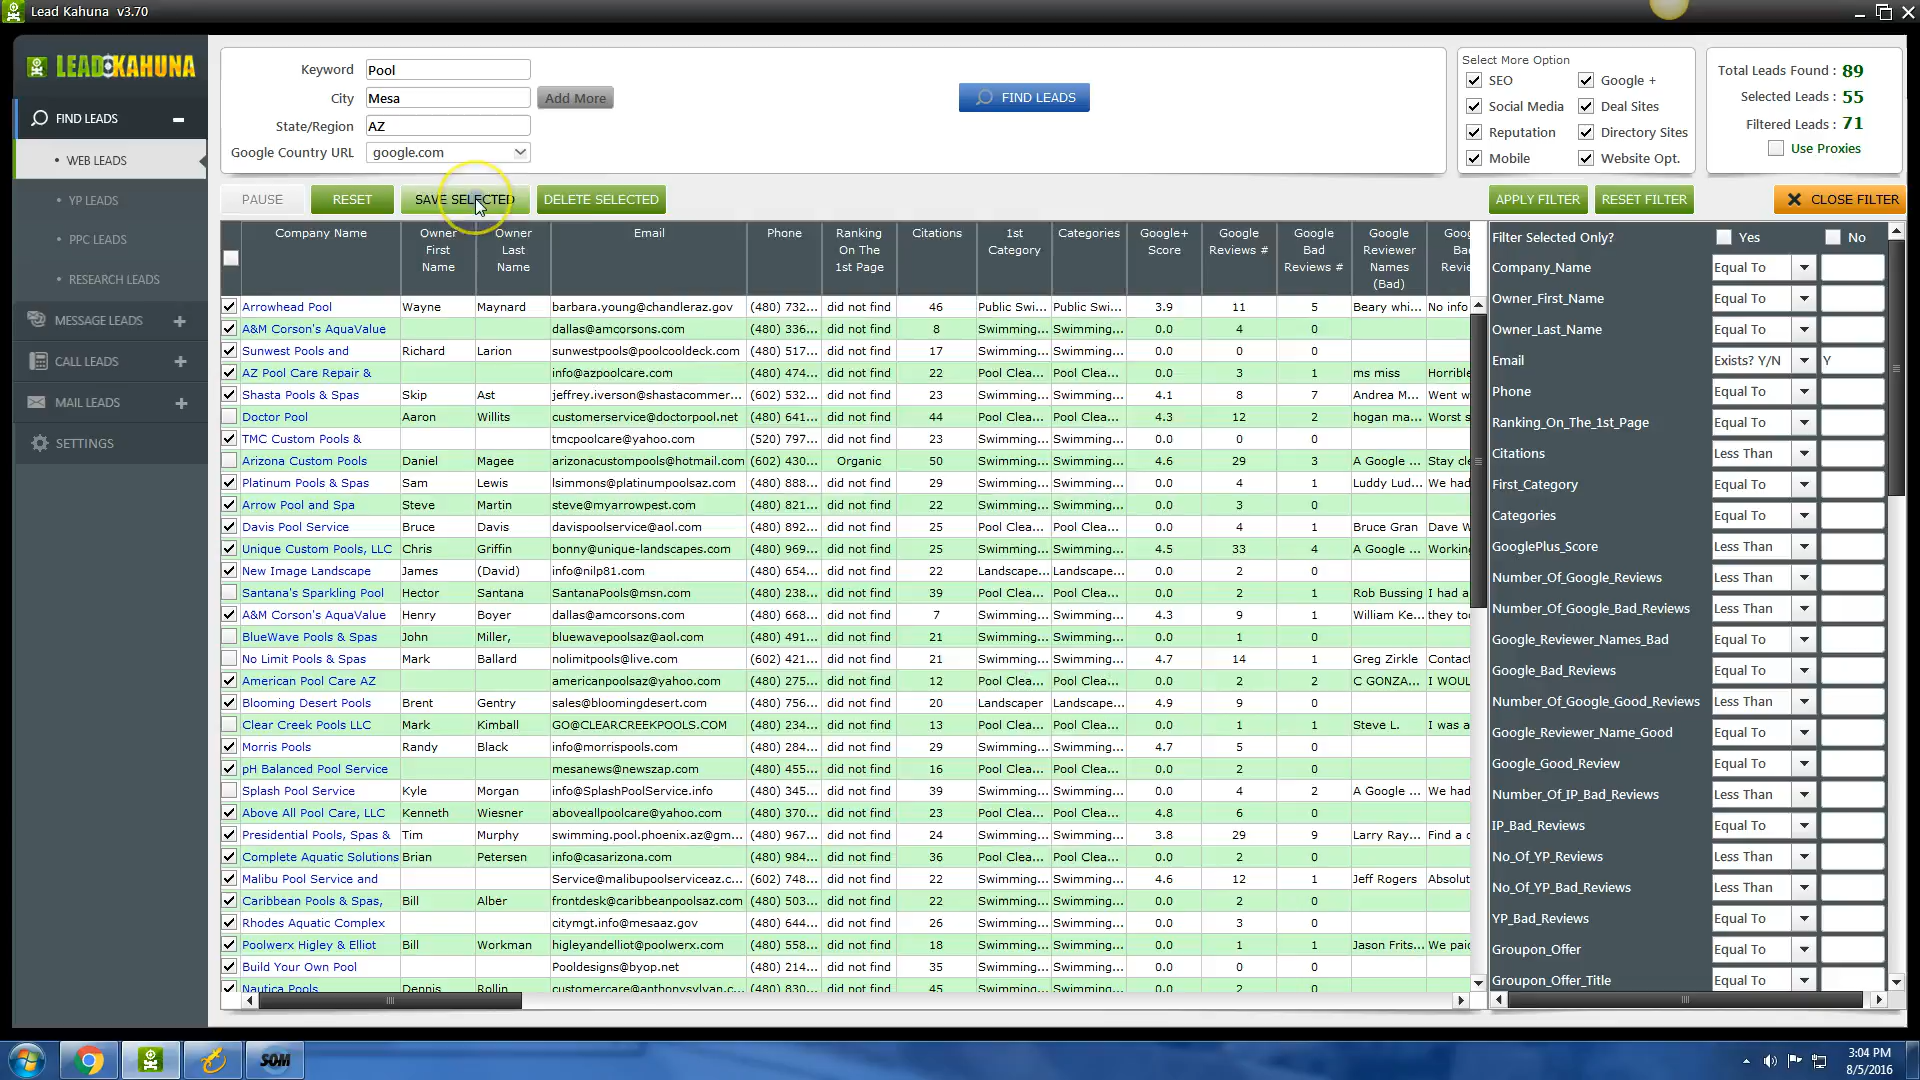 Lead Kahuna v3.70
LEAD KAHUNA
FIND LEADS
• WEB LEADS
• YP LEADS
• PPC LEADS
• RESEARCH LEADS
MESSAGE LEADS
CALL LEADS
MAIL LEADS
SETTINGS
Keyword Pool
City Mesa Add More
State/Region AZ
Google Country URL google.com
FIND LEADS
Select More Option
SEO Google +
Social Media Deal Sites
Reputation Directory Sites
Mobile Website Opt.
Total Leads Found : 89
Selected Leads : 55
Filtered Leads : 71
Use Proxies
PAUSE RESET SAVE SELECTED DELETE SELECTED APPLY FILTER RESET FILTER CLOSE FILTER
Company Name Owner First Name Owner Last Name Email Phone Ranking On The 1st Page Citations 1st Category Categories Google+ Score Google Reviews # Google Bad Reviews # Google Reviewer Names (Bad)
Arrowhead Pool Wayne Maynard barbara.young@chandleraz.gov (480) 732... did not find 46 Public Swi... Public Swi... 3.9 11 5 Beary whi... No info
A&M Corson's AquaValue dallas@amcorsons.com (480) 336... did not find 8 Swimming... Swimming... 0.0 4 0
Sunwest Pools and Richard Larion sunwestpools@poolcooldeck.com (480) 517... did not find 17 Swimming... Swimming... 0.0 0 0
AZ Pool Care Repair & info@azpoolcare.com (480) 474... did not find 22 Pool Clea... Pool Clea... 0.0 3 1 ms miss Horrible
Shasta Pools & Spas Skip Ast jeffrey.iverson@shastacommer... (602) 532... did not find 23 Swimming... Swimming... 4.1 8 7 Andrea M... Went w
Doctor Pool Aaron Willits customerservice@doctorpool.net (480) 641... did not find 44 Pool Clea... Pool Clea... 4.3 12 2 hogan ma... Worst s
TMC Custom Pools & tmcpoolcare@yahoo.com (520) 797... did not find 23 Swimming... Swimming... 0.0 0 0
Arizona Custom Pools Daniel Magee arizonacustompools@hotmail.com (602) 430... Organic 50 Swimming... Swimming... 4.6 29 3 A Google ... Stay cle
Platinum Pools & Spas Sam Lewis lsimmons@platinumpoolsaz.com (480) 888... did not find 29 Swimming... Swimming... 0.0 4 1 Luddy Lud... We had
Arrow Pool and Spa Steve Martin steve@myarrowpest.com (480) 821... did not find 22 Swimming... Swimming... 0.0 3 0
Davis Pool Service Bruce Davis davispoolservice@aol.com (480) 892... did not find 25 Pool Clea... Pool Clea... 0.0 4 1 Bruce Gran Dave W
Unique Custom Pools, LLC Chris Griffin bonny@unique-landscapes.com (480) 969... did not find 25 Swimming... Swimming... 4.5 33 4 A Google ... Workin
New Image Landscape James (David) info@nilp81.com (480) 654... did not find 22 Landscape... Landscape... 0.0 2 0
Santana's Sparkling Pool Hector Santana SantanaPools@msn.com (480) 238... did not find 39 Swimming... Swimming... 0.0 2 1 Rob Bussing I had a
A&M Corson's AquaValue Henry Boyer dallas@amcorsons.com (480) 668... did not find 7 Swimming... Swimming... 4.3 9 1 William Ke... they too
BlueWave Pools & Spas John Miller, bluewavepoolsaz@aol.com (480) 491... did not find 21 Swimming... Swimming... 0.0 1 0
No Limit Pools & Spas Mark Ballard nolimitpools@live.com (602) 421... did not find 21 Swimming... Swimming... 4.7 14 1 Greg Zirkle Contac
American Pool Care AZ americanpoolsaz@yahoo.com (480) 275... did not find 12 Pool Clea... Pool Clea... 0.0 2 2 C GONZA... I WOUL
Blooming Desert Pools Brent Gentry sales@bloomingdesert.com (480) 756... did not find 20 Landscaper Landscape... 4.9 9 0
Clear Creek Pools LLC Mark Kimball GO@CLEARCREEKPOOLS.COM (480) 234... did not find 13 Pool Clea... Swimming... 0.0 1 1 Steve L. I was a
Morris Pools Randy Black info@morrispools.com (480) 284... did not find 29 Swimming... Swimming... 4.7 5 0
pH Balanced Pool Service mesanews@newszap.com (480) 455... did not find 16 Pool Clea... Pool Clea... 0.0 2 0
Splash Pool Service Kyle Morgan info@SplashPoolService.info (480) 345... did not find 39 Swimming... Swimming... 0.0 4 2 A Google ... We had
Above All Pool Care, LLC Kenneth Wiesner aboveallpoolcare@yahoo.com (480) 370... did not find 23 Pool Clea... Pool Clea... 4.8 6 0
Presidential Pools, Spas & Tim Murphy swimming.pool.phoenix.az@gm... (480) 967... did not find 24 Swimming... Swimming... 3.8 29 9 Larry Ray... Find a c
Complete Aquatic Solutions Brian Petersen info@casarizona.com (480) 984... did not find 36 Pool Clea... Pool Clea... 0.0 2 0
Malibu Pool Service and Service@malibupoolserviceaz.c... (602) 748... did not find 22 Swimming... Swimming... 4.6 12 1 Jeff Rogers Absolut
Caribbean Pools & Spas, Bill Alber frontdesk@caribbeanpoolsaz.com (480) 503... did not find 22 Swimming... Swimming... 0.0 2 0
Rhodes Aquatic Complex citymgt.info@mesaaz.gov (480) 644... did not find 26 Swimming... Swimming... 0.0 3 0
Poolwerx Higley & Elliot Bill Workman higleyandelliot@poolwerx.com (480) 558... did not find 18 Swimming... Swimming... 0.0 1 1 Jason Frits... We paid
Build Your Own Pool Pooldesigns@byop.net (480) 214... did not find 35 Swimming... Swimming... 0.0 0 0
Nautica Pools Dennis Rollin customercare@anthonysylvan.c... (480) 830... did not find 45 Swimming... Swimming... 0.0 2 0
Filter Selected Only? Yes No
Company_Name Equal To
Owner_First_Name Equal To
Owner_Last_Name Equal To
Email Exists? Y/N Y
Phone Equal To
Ranking_On_The_1st_Page Equal To
Citations Less Than
First_Category Equal To
Categories Equal To
GooglePlus_Score Less Than
Number_Of_Google_Reviews Less Than
Number_Of_Google_Bad_Reviews Less Than
Google_Reviewer_Names_Bad Equal To
Google_Bad_Reviews Equal To
Number_Of_Google_Good_Reviews Less Than
Google_Reviewer_Name_Good Equal To
Google_Good_Review Equal To
Number_Of_IP_Bad_Reviews Less Than
IP_Bad_Reviews Equal To
No_Of_YP_Reviews Less Than
No_Of_YP_Bad_Reviews Less Than
YP_Bad_Reviews Equal To
Groupon_Offer Equal To
Groupon_Offer_Title Equal To
SOM
3:04 PM
8/5/2016